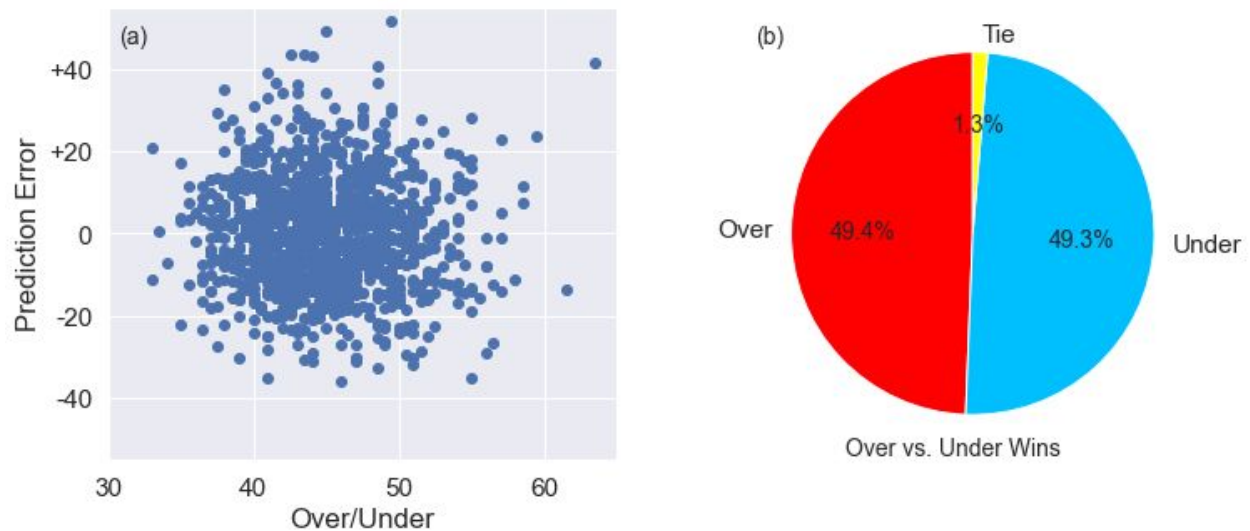 (a)
Prediction Error
+40
+20
0
-20
-40
30 40 50 60
Over/Under
(b)
Tie
1.3%
Over
49.4%
49.3%
Under
Over vs. Under Wins